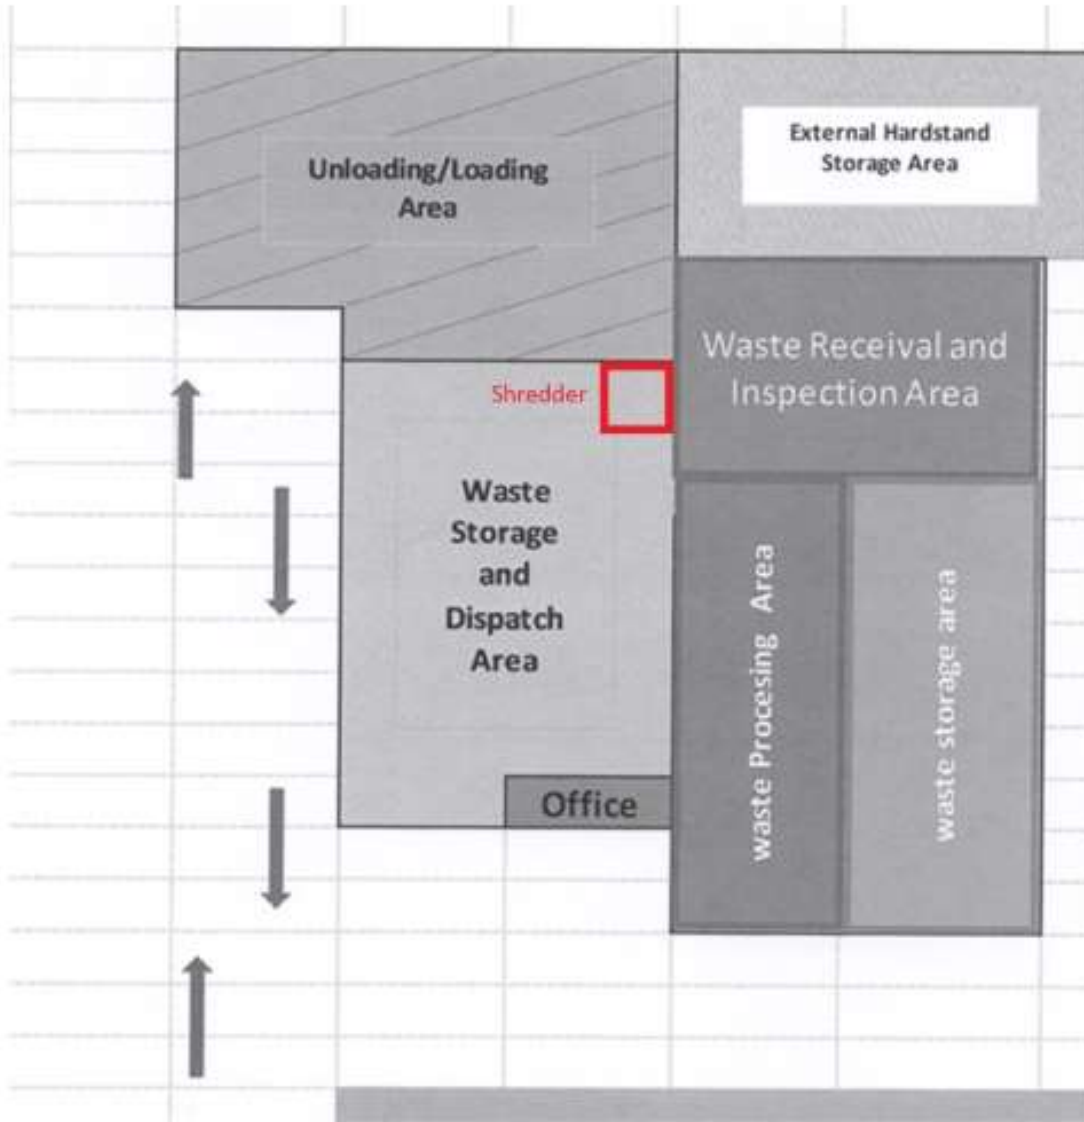 Unloading/Loading
Area
External Hardstand
Storage Area
Waste Receival and
Inspection Area
Shredder
Waste
Storage
and
Dispatch
Area
waste Procesing Area
waste storage area
Office